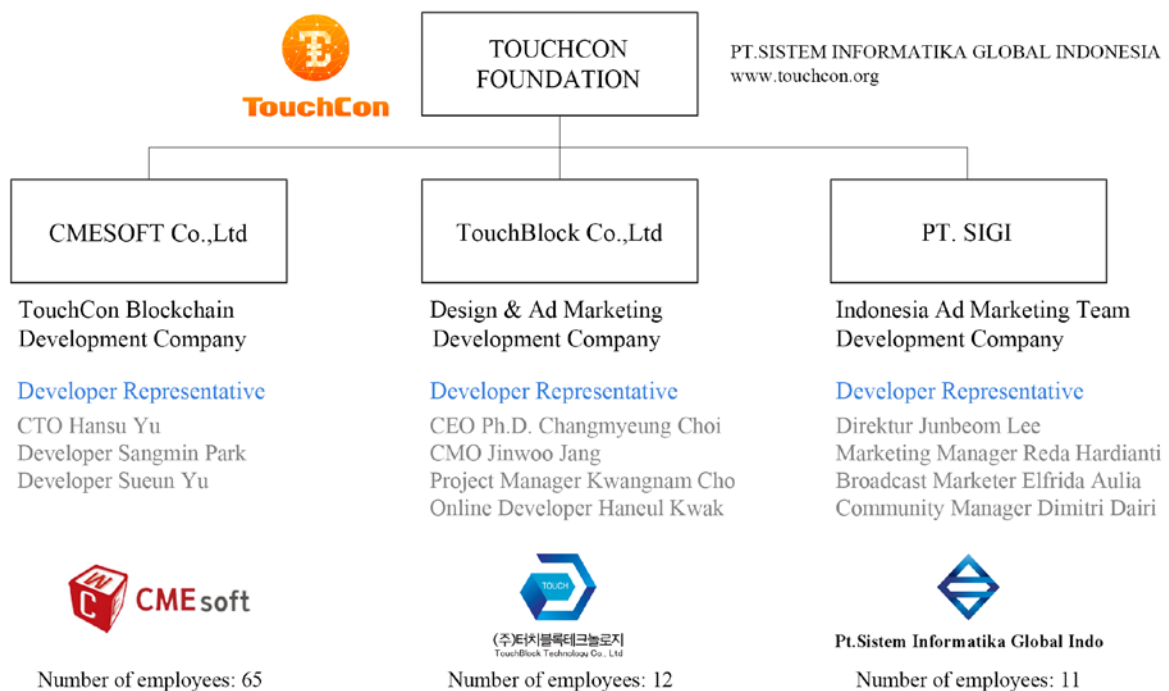 TOUCHCON
FOUNDATION
TouchCon
PT.SISTEM INFORMATIKA GLOBAL INDONESIA
www.touchcon.org
CMESOFT Co.,Ltd
TouchBlock Co.,Ltd
PT. SIGI
TouchCon Blockchain
Development Company
Developer Representative
CTO Hansu Yu
Developer Sangmin Park
Developer Sueun Yu
W
C
CMEsoft
Number of employees: 65
Design & Ad Marketing
Development Company
Developer Representative
CEO Ph.D. Changmyeung Choi
CMO Jinwoo Jang
Project Manager Kwangnam Cho
Online Developer Haneul Kwak
TOUCH
(주)터치블록테크놀로지
TouchBlock Technology Co., Ltd
Number of employees: 12
Indonesia Ad Marketing Team
Development Company
Developer Representative
Direktur Junbeom Lee
Marketing Manager Reda Hardianti
Broadcast Marketer Elfrida Aulia
Community Manager Dimitri Dairi
Pt.Sistem Informatika Global Indo
Number of employees: 11